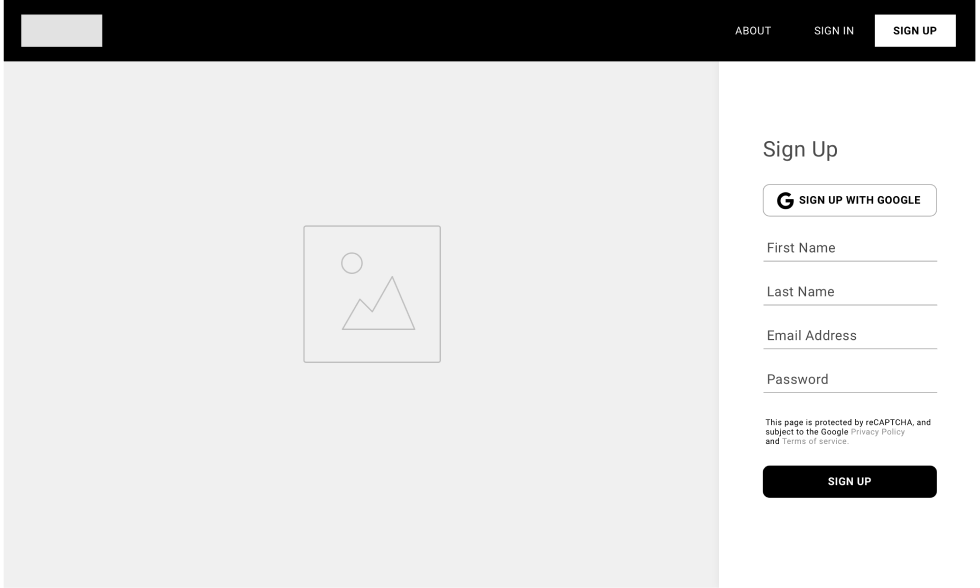 ABOUT
SIGN IN
SIGN UP
Sign Up
SIGN UP WITH GOOGLE
First Name
Last Name
Email Address
Password
This page is protected by reCAPTCHA, and
subject to the Google Privacy Policy
and Terms of service.
SIGN UP